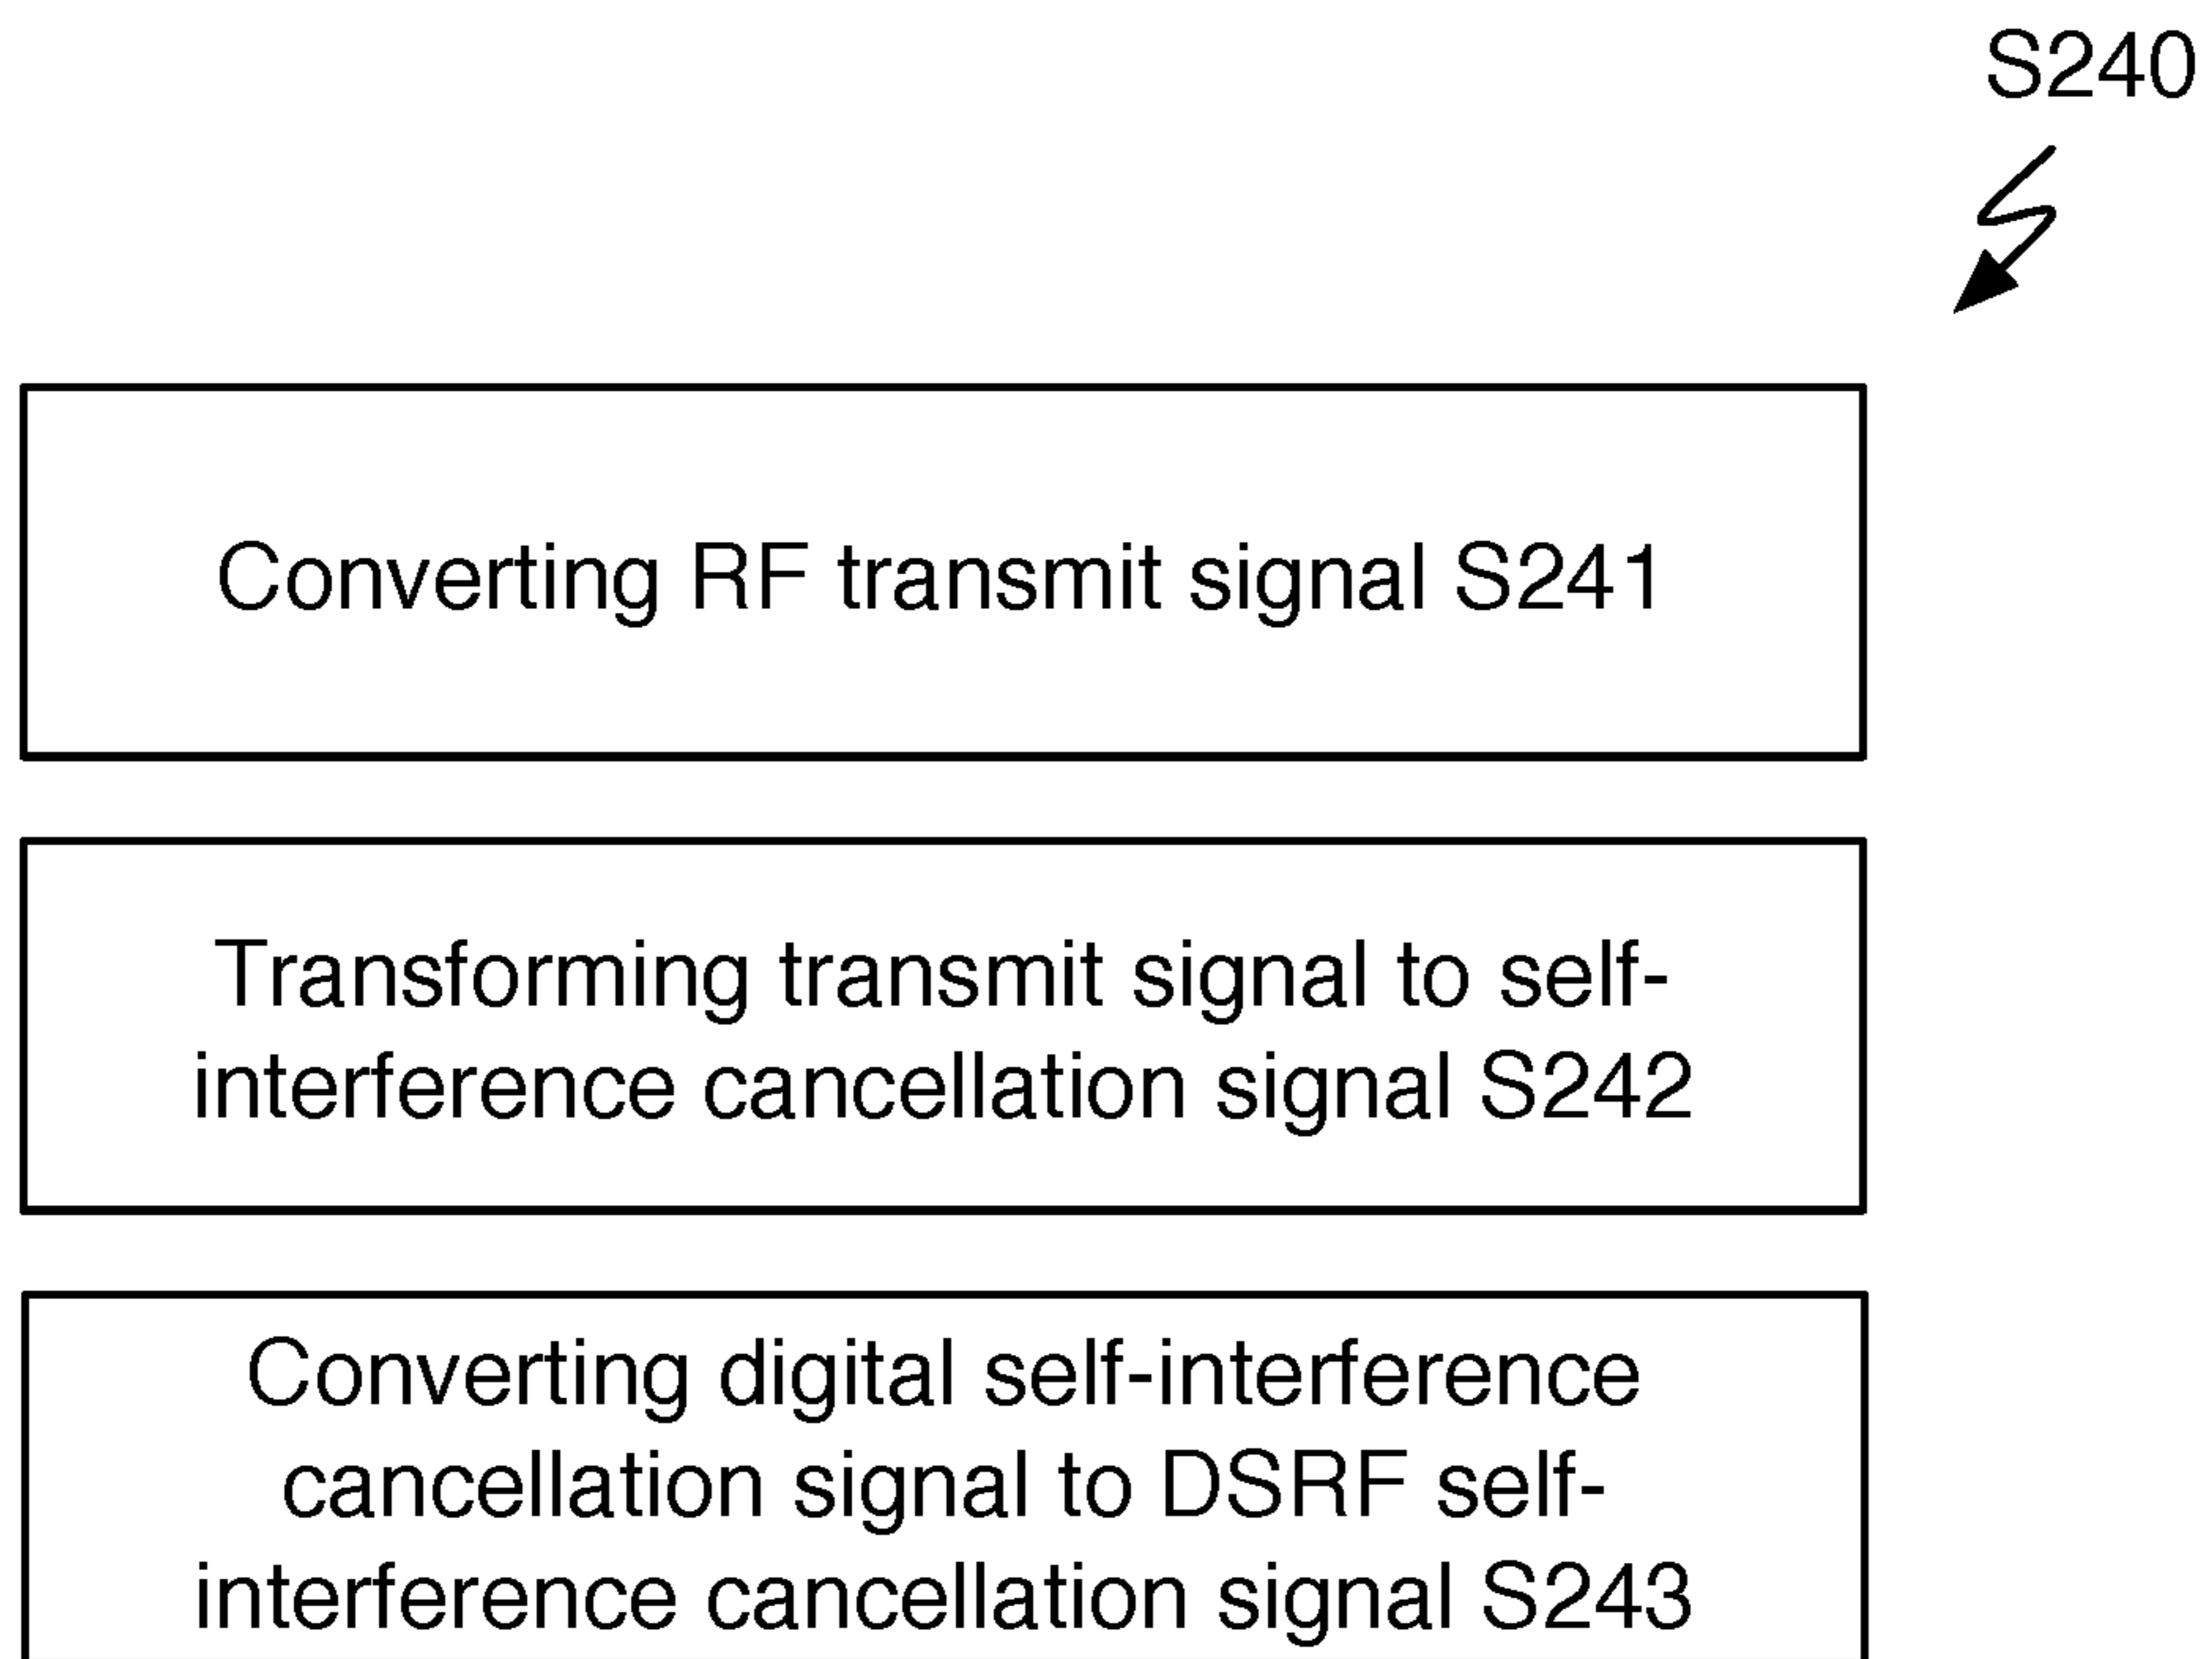 S240
Converting RF transmit signal S241
Transforming transmit signal to self-
interference cancellation signal S242
Converting digital self-interference
cancellation signal to DSRF self-
interference cancellation signal S243